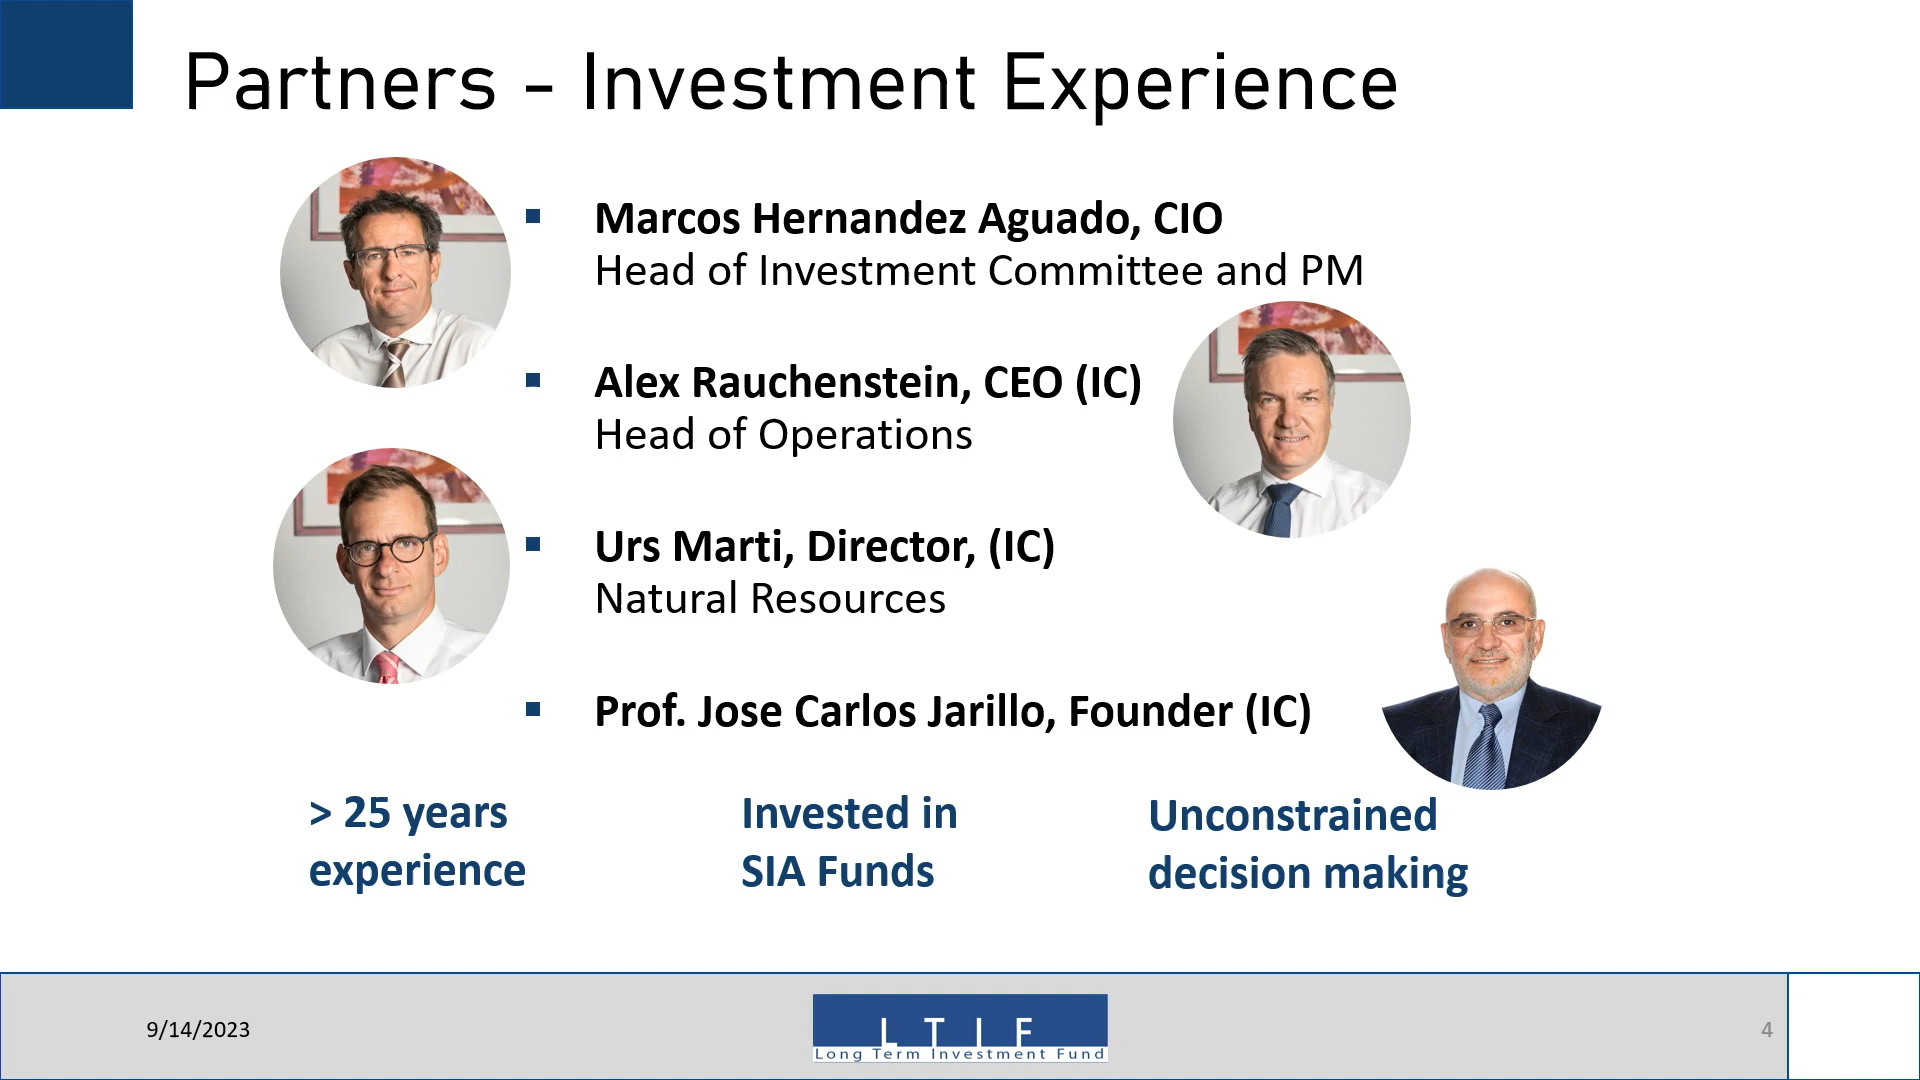 Partners - Investment Experience
▪ Marcos Hernandez Aguado, CIO
Head of Investment Committee and PM
▪ Alex Rauchenstein, CEO (IC)
Head of Operations
▪ Urs Marti, Director, (IC)
Natural Resources
▪ Prof. Jose Carlos Jarillo, Founder (IC)
> 25 years
experience
Invested in
SIA Funds
Unconstrained
decision making
9/14/2023
L T I F
Long Term Investment Fund
4